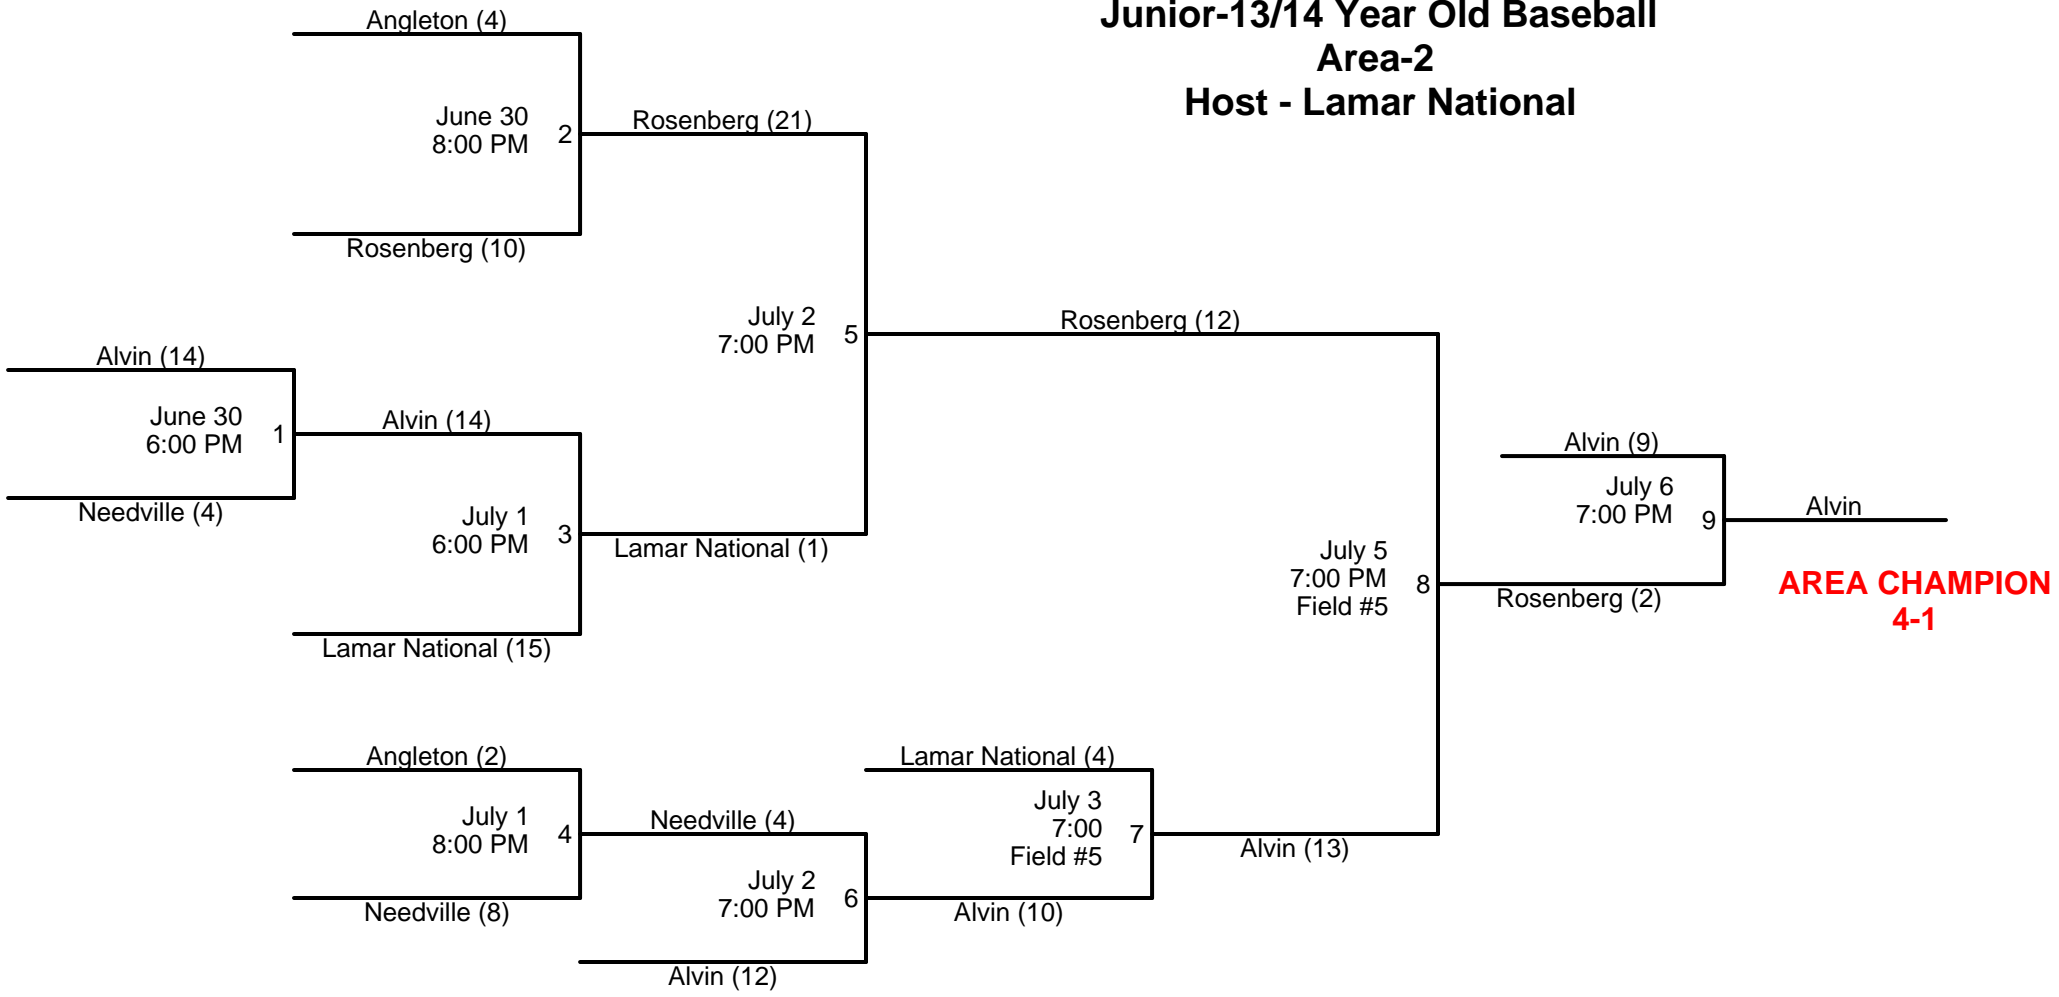 Junior-13/14 Year Old Baseball
Area-2
Host - Lamar National
Angleton (4)
June 30
8:00 PM
2
Rosenberg (10)
Rosenberg (21)
July 2
7:00 PM
5
Rosenberg (12)
Alvin (14)
June 30
6:00 PM
1
Needville (4)
Alvin (14)
July 1
6:00 PM
3
Lamar National (1)
Lamar National (15)
Alvin (9)
July 6
7:00 PM
9
Alvin
July 5
7:00 PM
Field #5
8
Rosenberg (2)
AREA CHAMPION
4-1
Angleton (2)
July 1
8:00 PM
4
Needville (8)
Needville (4)
July 2
7:00 PM
6
Alvin (12)
Lamar National (4)
July 3
7:00
Field #5
7
Alvin (10)
Alvin (13)